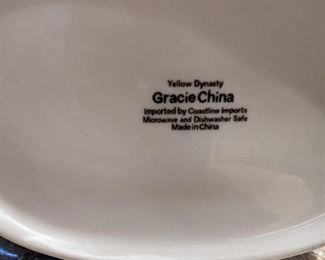 Yellow Dynasty
Gracie China
Imported by Coastline Imports
Microwave and Dishwasher Safe
Made in China